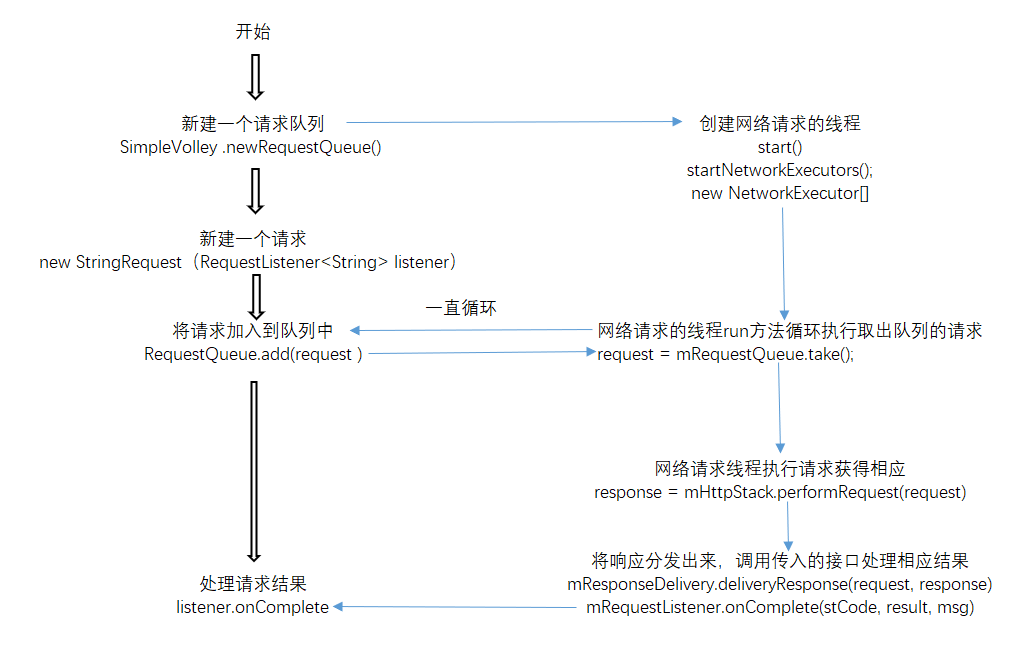 开始
新建一个请求队列
SimpleVolley .newRequestQueue()
创建网络请求的线程
start()
startNetworkExecutors();
new NetworkExecutor[]
新建一个请求
new StringRequest（RequestListener<String> listener）
一直循环
将请求加入到队列中
RequestQueue.add(request )
网络请求的线程run方法循环执行取出队列的请求
request = mRequestQueue.take();
网络请求线程执行请求获得相应
response = mHttpStack.performRequest(request)
将响应分发出来，调用传入的接口处理相应结果
mResponseDelivery.deliveryResponse(request, response)
mRequestListener.onComplete(stCode, result, msg)
处理请求结果
listener.onComplete